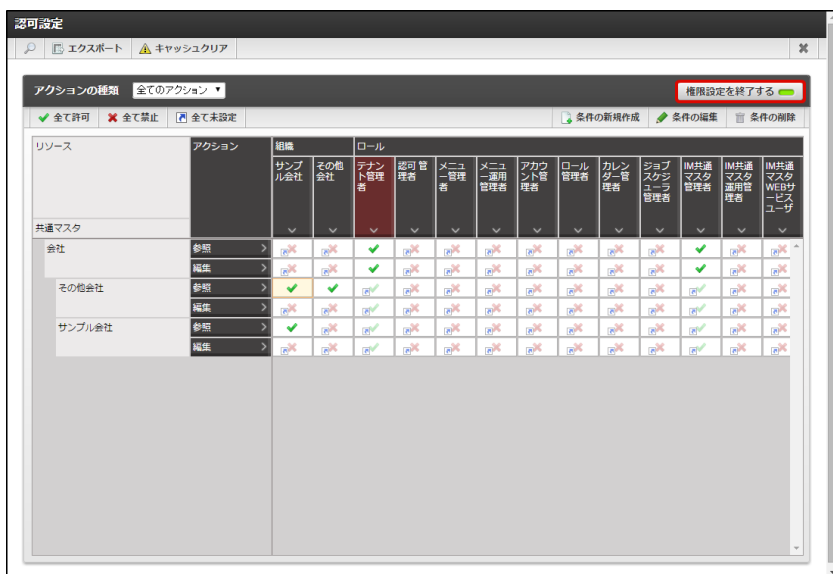 認可設定
エクスポート キャッシュクリア
アクションの種類 全てのアクション 権限設定を終了する
全て許可 全て禁止 全て未設定 条件の新規作成 条件の編集 条件の削除
リソース アクション 組織 ロール
サンプル会社 その他会社 テナント管理者 認可管理者 メニュー管理者 メニュー運用管理者 アカウント管理者 ロール管理者 カレンダー管理者 ジョブスケジューラ管理者 IM共通マスタ管理者 IM共通マスタ運用管理者 IM共通マスタWEBサービスユーザ
共通マスタ
会社 参照
編集
その他会社 参照
編集
サンプル会社 参照
編集